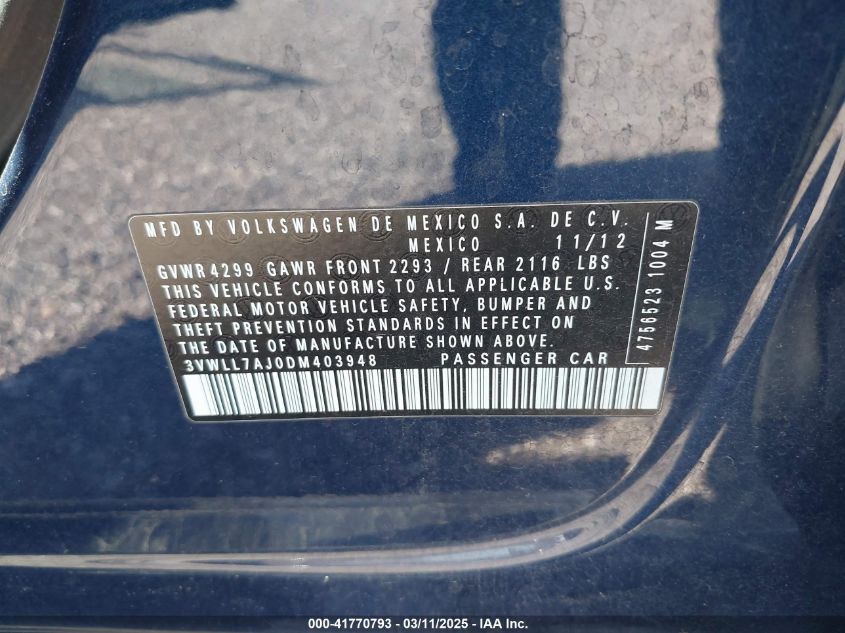 MFD BY VOLKSWAGEN DE MEXICO S.A. DE C.V.
MEXICO 11/12
GVWR 4299 GAWR FRONT 2293 / REAR 2116 LBS
THIS VEHICLE CONFORMS TO ALL APPLICABLE U.S.
FEDERAL MOTOR VEHICLE SAFETY, BUMPER AND
THEFT PREVENTION STANDARDS IN EFFECT ON
THE DATE OF MANUFACTURE SHOWN ABOVE.
3VWLL7AJ0DM403948 PASSENGER CAR
4756523 1004 M
000-41770793 - 03/11/2025 - IAA Inc.